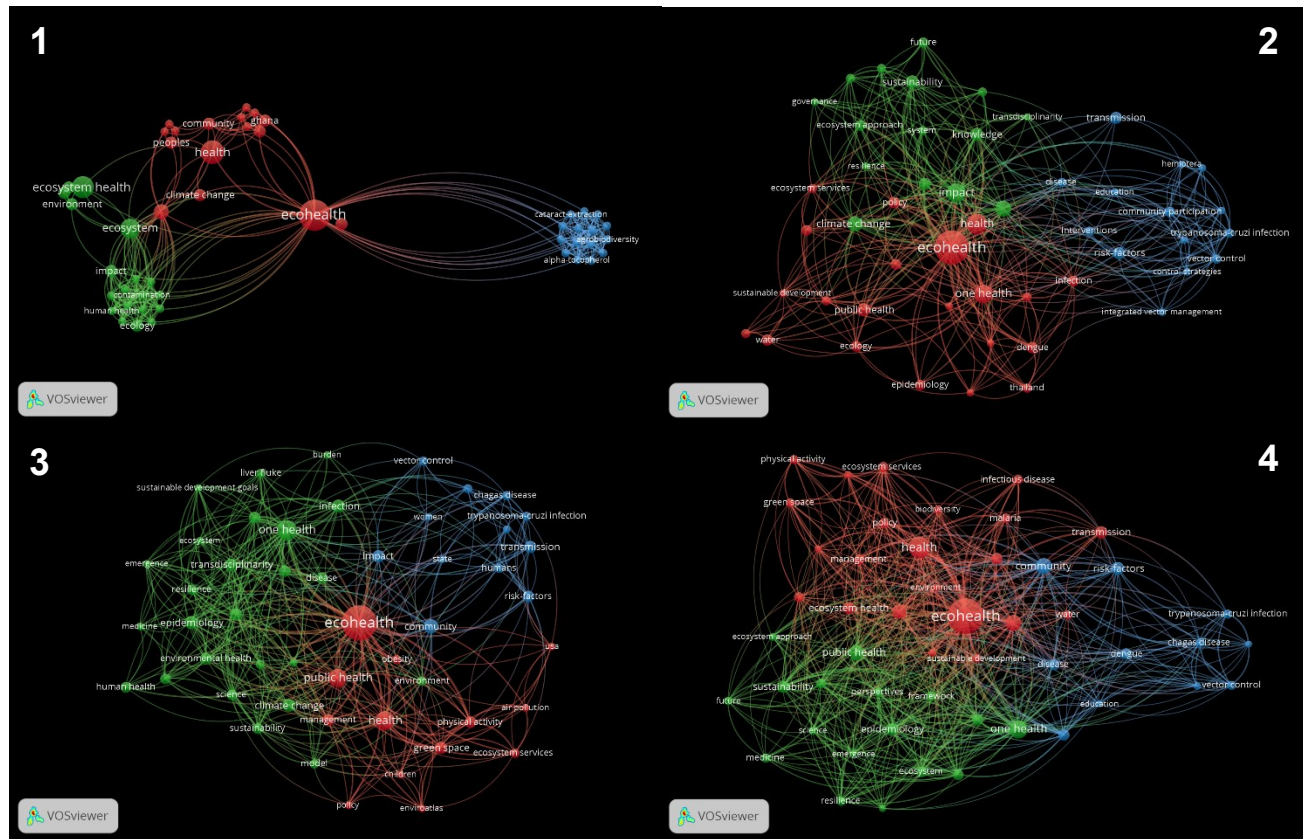 1
ghana
community
peoples
health
ecosystem health
climate change
environment
ecohealth
cataract-extraction
ecosystem
agrobiodiversity
alpha-tocopherol
impact
contamination
human health
ecology
VOSviewer
2
future
sustainability
governance
transdisciplinarity
transmission
ecosystem approach
system
knowledge
hemiptera
resilience
disease
ecosystem services
impact
education
policy
community participation
climate change
health
interventions
trypanosoma-cruzi infection
ecohealth
risk-factors
vector control
control strategies
sustainable development
one health
infection
public health
integrated vector management
water
ecology
dengue
epidemiology
thailand
VOSviewer
3
burden
vector control
liver fluke
sustainable development goals
chagas disease
infection
women
trypanosoma-cruzi infection
one health
ecosystem
impact
state
transmission
emergence
transdisciplinarity
disease
humans
resilience
risk-factors
medicine
epidemiology
ecohealth
community
usa
environmental health
obesity
human health
public health
environment
science
climate change
management
health
physical activity
air pollution
sustainability
green space
ecosystem services
model
children
policy
enviroatlas
VOSviewer
4
physical activity
ecosystem services
infectious disease
green space
biodiversity
policy
malaria
transmission
health
management
community
risk-factors
environment
ecosystem health
ecohealth
water
trypanosoma-cruzi infection
ecosystem approach
public health
chagas disease
sustainable development
disease
dengue
sustainability
perspectives
framework
vector control
future
education
science
epidemiology
one health
medicine
emergence
ecosystem
resilience
VOSviewer